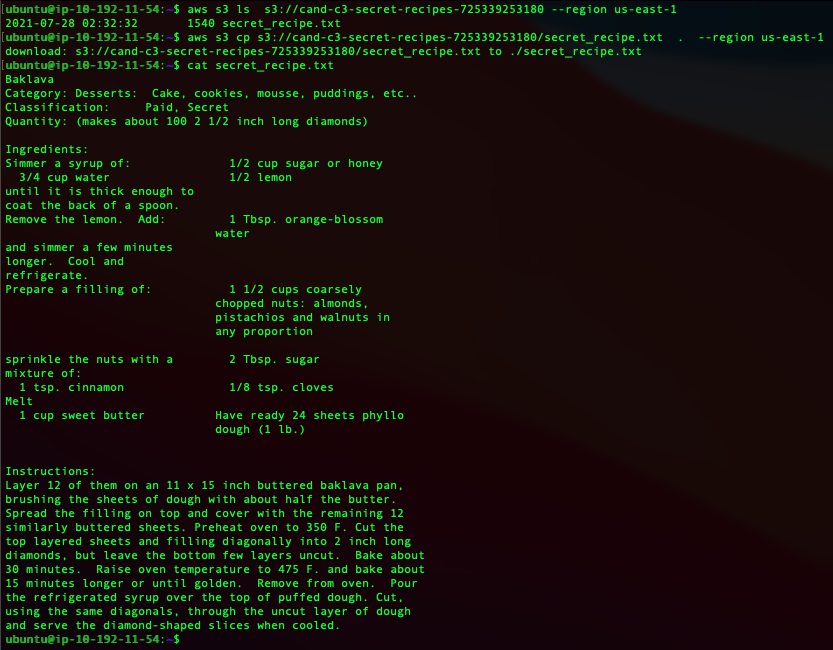 [ubuntu@ip-10-192-11-54:~$ aws s3 ls  s3://cand-c3-secret-recipes-725339253180 --region us-east-1
2021-07-28 02:32:32       1540 secret_recipe.txt
[ubuntu@ip-10-192-11-54:~$ aws s3 cp s3://cand-c3-secret-recipes-725339253180/secret_recipe.txt  .  --region us-east-1
download: s3://cand-c3-secret-recipes-725339253180/secret_recipe.txt to ./secret_recipe.txt
[ubuntu@ip-10-192-11-54:~$ cat secret_recipe.txt
Baklava
Category: Desserts:  Cake, cookies, mousse, puddings, etc..
Classification:     Paid, Secret
Quantity: (makes about 100 2 1/2 inch long diamonds)

Ingredients:
Simmer a syrup of:              1/2 cup sugar or honey
  3/4 cup water                 1/2 lemon
until it is thick enough to
coat the back of a spoon.
Remove the lemon.  Add:         1 Tbsp. orange-blossom
                              water
and simmer a few minutes
longer.  Cool and
refrigerate.
Prepare a filling of:           1 1/2 cups coarsely
                              chopped nuts: almonds,
                              pistachios and walnuts in
                              any proportion

sprinkle the nuts with a        2 Tbsp. sugar
mixture of:
  1 tsp. cinnamon               1/8 tsp. cloves
Melt
  1 cup sweet butter          Have ready 24 sheets phyllo
                              dough (1 lb.)


Instructions:
Layer 12 of them on an 11 x 15 inch buttered baklava pan,
brushing the sheets of dough with about half the butter.
Spread the filling on top and cover with the remaining 12
similarly buttered sheets. Preheat oven to 350 F. Cut the
top layered sheets and filling diagonally into 2 inch long
diamonds, but leave the bottom few layers uncut.  Bake about
30 minutes.  Raise oven temperature to 475 F. and bake about
15 minutes longer or until golden.  Remove from oven.  Pour
the refrigerated syrup over the top of puffed dough. Cut,
using the same diagonals, through the uncut layer of dough
and serve the diamond-shaped slices when cooled.
ubuntu@ip-10-192-11-54:~$